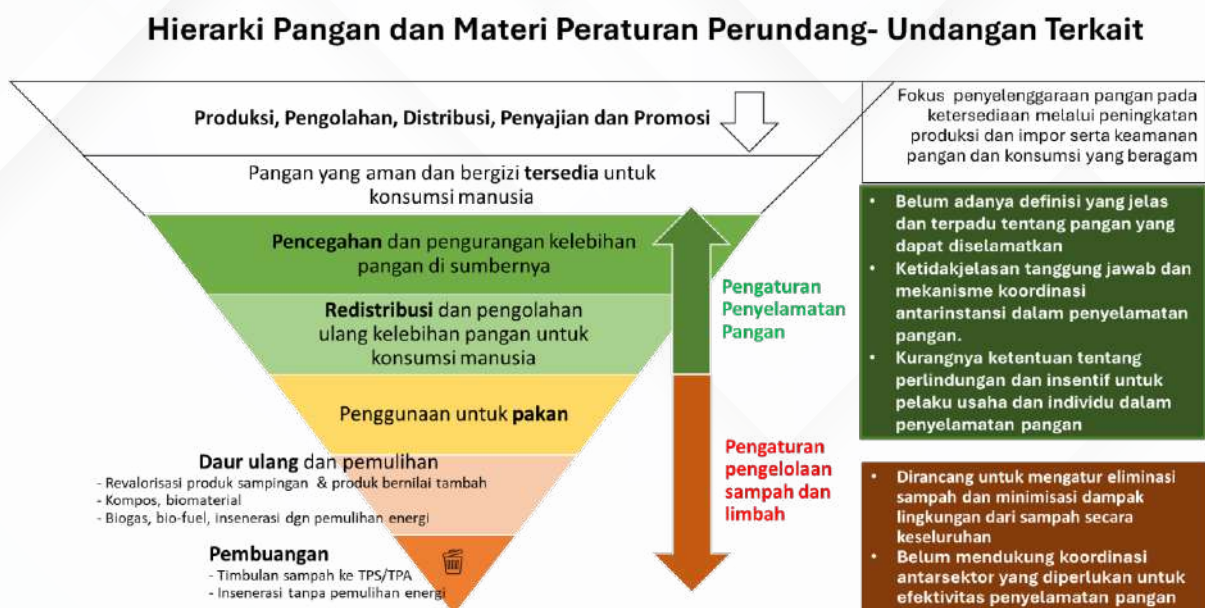 Hierarki Pangan dan Materi Peraturan Perundang- Undangan Terkait
Produksi, Pengolahan, Distribusi, Penyajian dan Promosi
Pangan yang aman dan bergizi tersedia untuk
konsumsi manusia
Pencegahan dan pengurangan kelebihan
pangan di sumbernya
Redistribusi dan pengolahan
ulang kelebihan pangan untuk
konsumsi manusia
Penggunaan untuk pakan
Daur ulang dan pemulihan
- Revalorisasi produk sampingan & produk bernilai tambah
- Kompos, biomaterial
- Biogas, bio-fuel, insenerasi dgn pemulihan energi
Pembuangan
- Timbulan sampah ke TPS/TPA
- Insenerasi tanpa pemulihan energi
Pengaturan
Penyelamatan
Pangan
Pengaturan
pengelolaan
sampah dan
limbah
Fokus penyelenggaraan pangan pada
ketersediaan melalui peningkatan
produksi dan impor serta keamanan
pangan dan konsumsi yang beragam
• Belum adanya definisi yang jelas
dan terpadu tentang pangan yang
dapat diselamatkan
• Ketidakjelasan tanggung jawab dan
mekanisme koordinasi
antarinstansi dalam penyelamatan
pangan.
• Kurangnya ketentuan tentang
perlindungan dan insentif untuk
pelaku usaha dan individu dalam
penyelamatan pangan
• Dirancang untuk mengatur eliminasi
sampah dan minimisasi dampak
lingkungan dari sampah secara
keseluruhan
• Belum mendukung koordinasi
antarsektor yang diperlukan untuk
efektivitas penyelamatan pangan